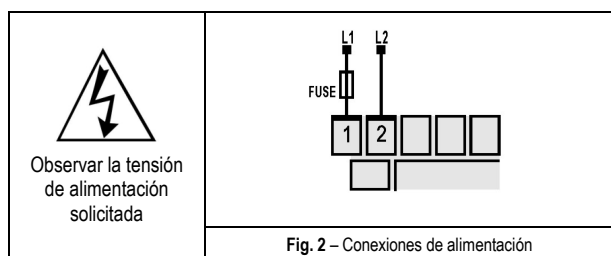 Observar la tensión
de alimentación
solicitada
L1 L2
FUSE
1 2
Fig. 2 – Conexiones de alimentación